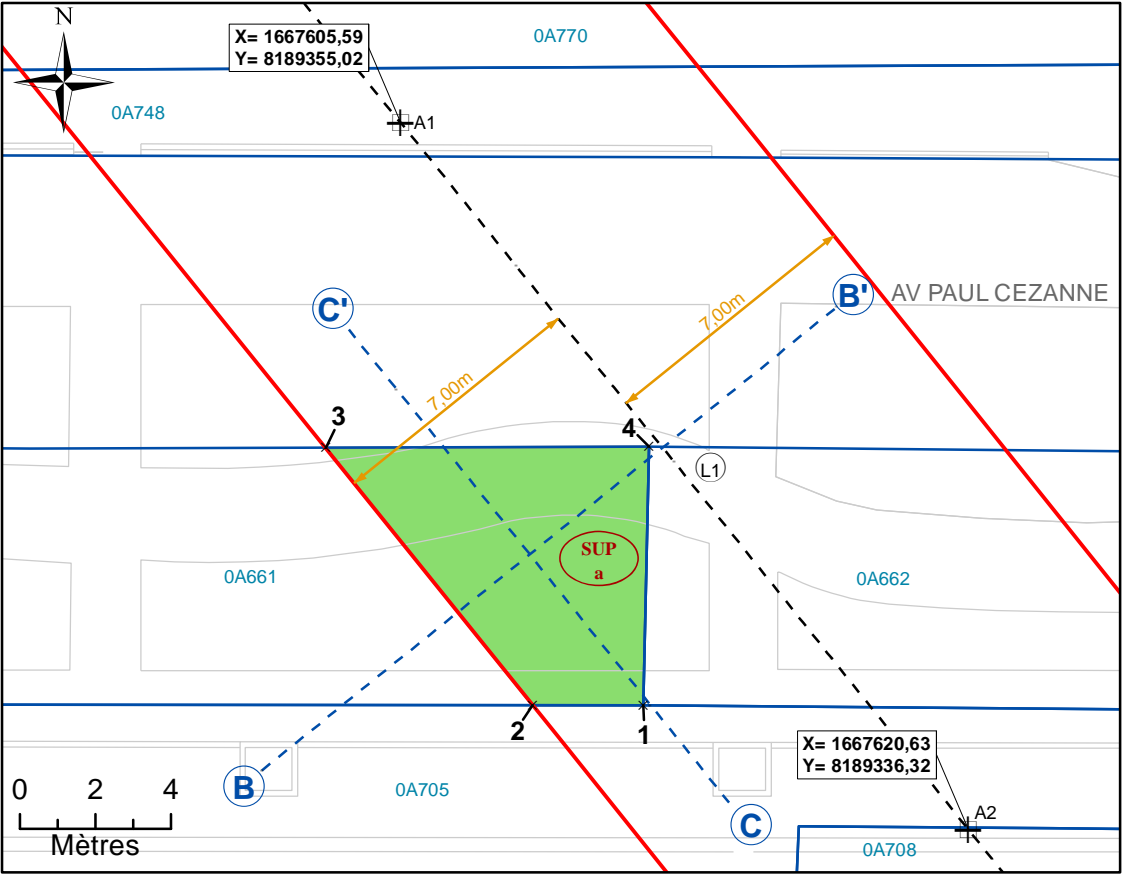 N
X= 1667605,59
Y= 8189355,02
0A770
0A748
A1
C'
B'
AV PAUL CEZANNE
7,00m
7,00m
3
4
L1
SUP
a
0A661
0A662
2
1
X= 1667620,63
Y= 8189336,32
B
0A705
C
A2
0A708
0 2 4
Mètres